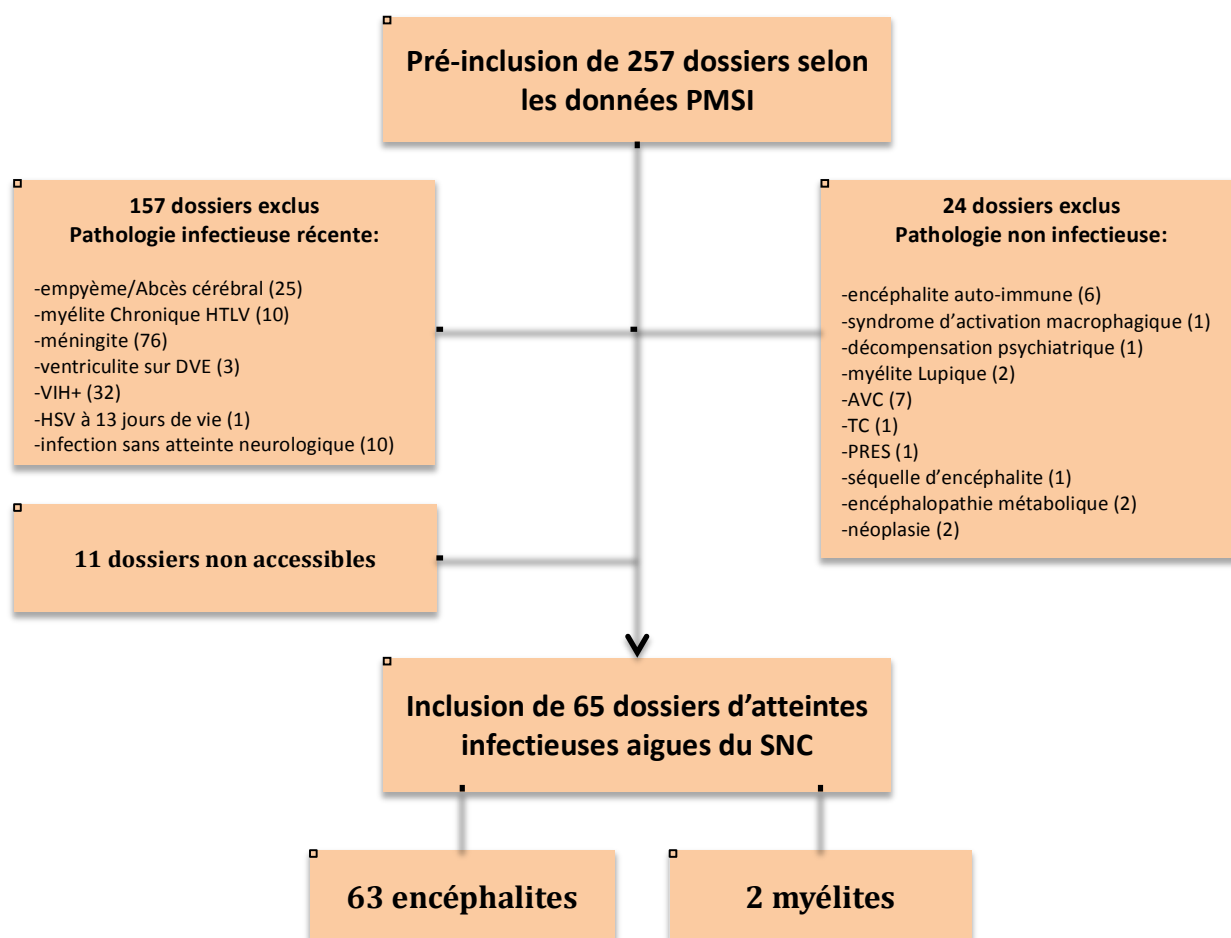 Pré-inclusion de 257 dossiers selon
les données PMSI
157 dossiers exclus
Pathologie infectieuse récente:
-empyème/Abcès cérébral (25)
-myélite Chronique HTLV (10)
-méningite (76)
-ventriculite sur DVE (3)
-VIH+ (32)
-HSV à 13 jours de vie (1)
-infection sans atteinte neurologique (10)
24 dossiers exclus
Pathologie non infectieuse:
-encéphalite auto-immune (6)
-syndrome d’activation macrophagique (1)
-décompensation psychiatrique (1)
-myélite Lupique (2)
-AVC (7)
-TC (1)
-PRES (1)
-séquelle d’encéphalite (1)
-encéphalopathie métabolique (2)
-néoplasie (2)
11 dossiers non accessibles
Inclusion de 65 dossiers d’atteintes
infectieuses aigues du SNC
63 encéphalites
2 myélites